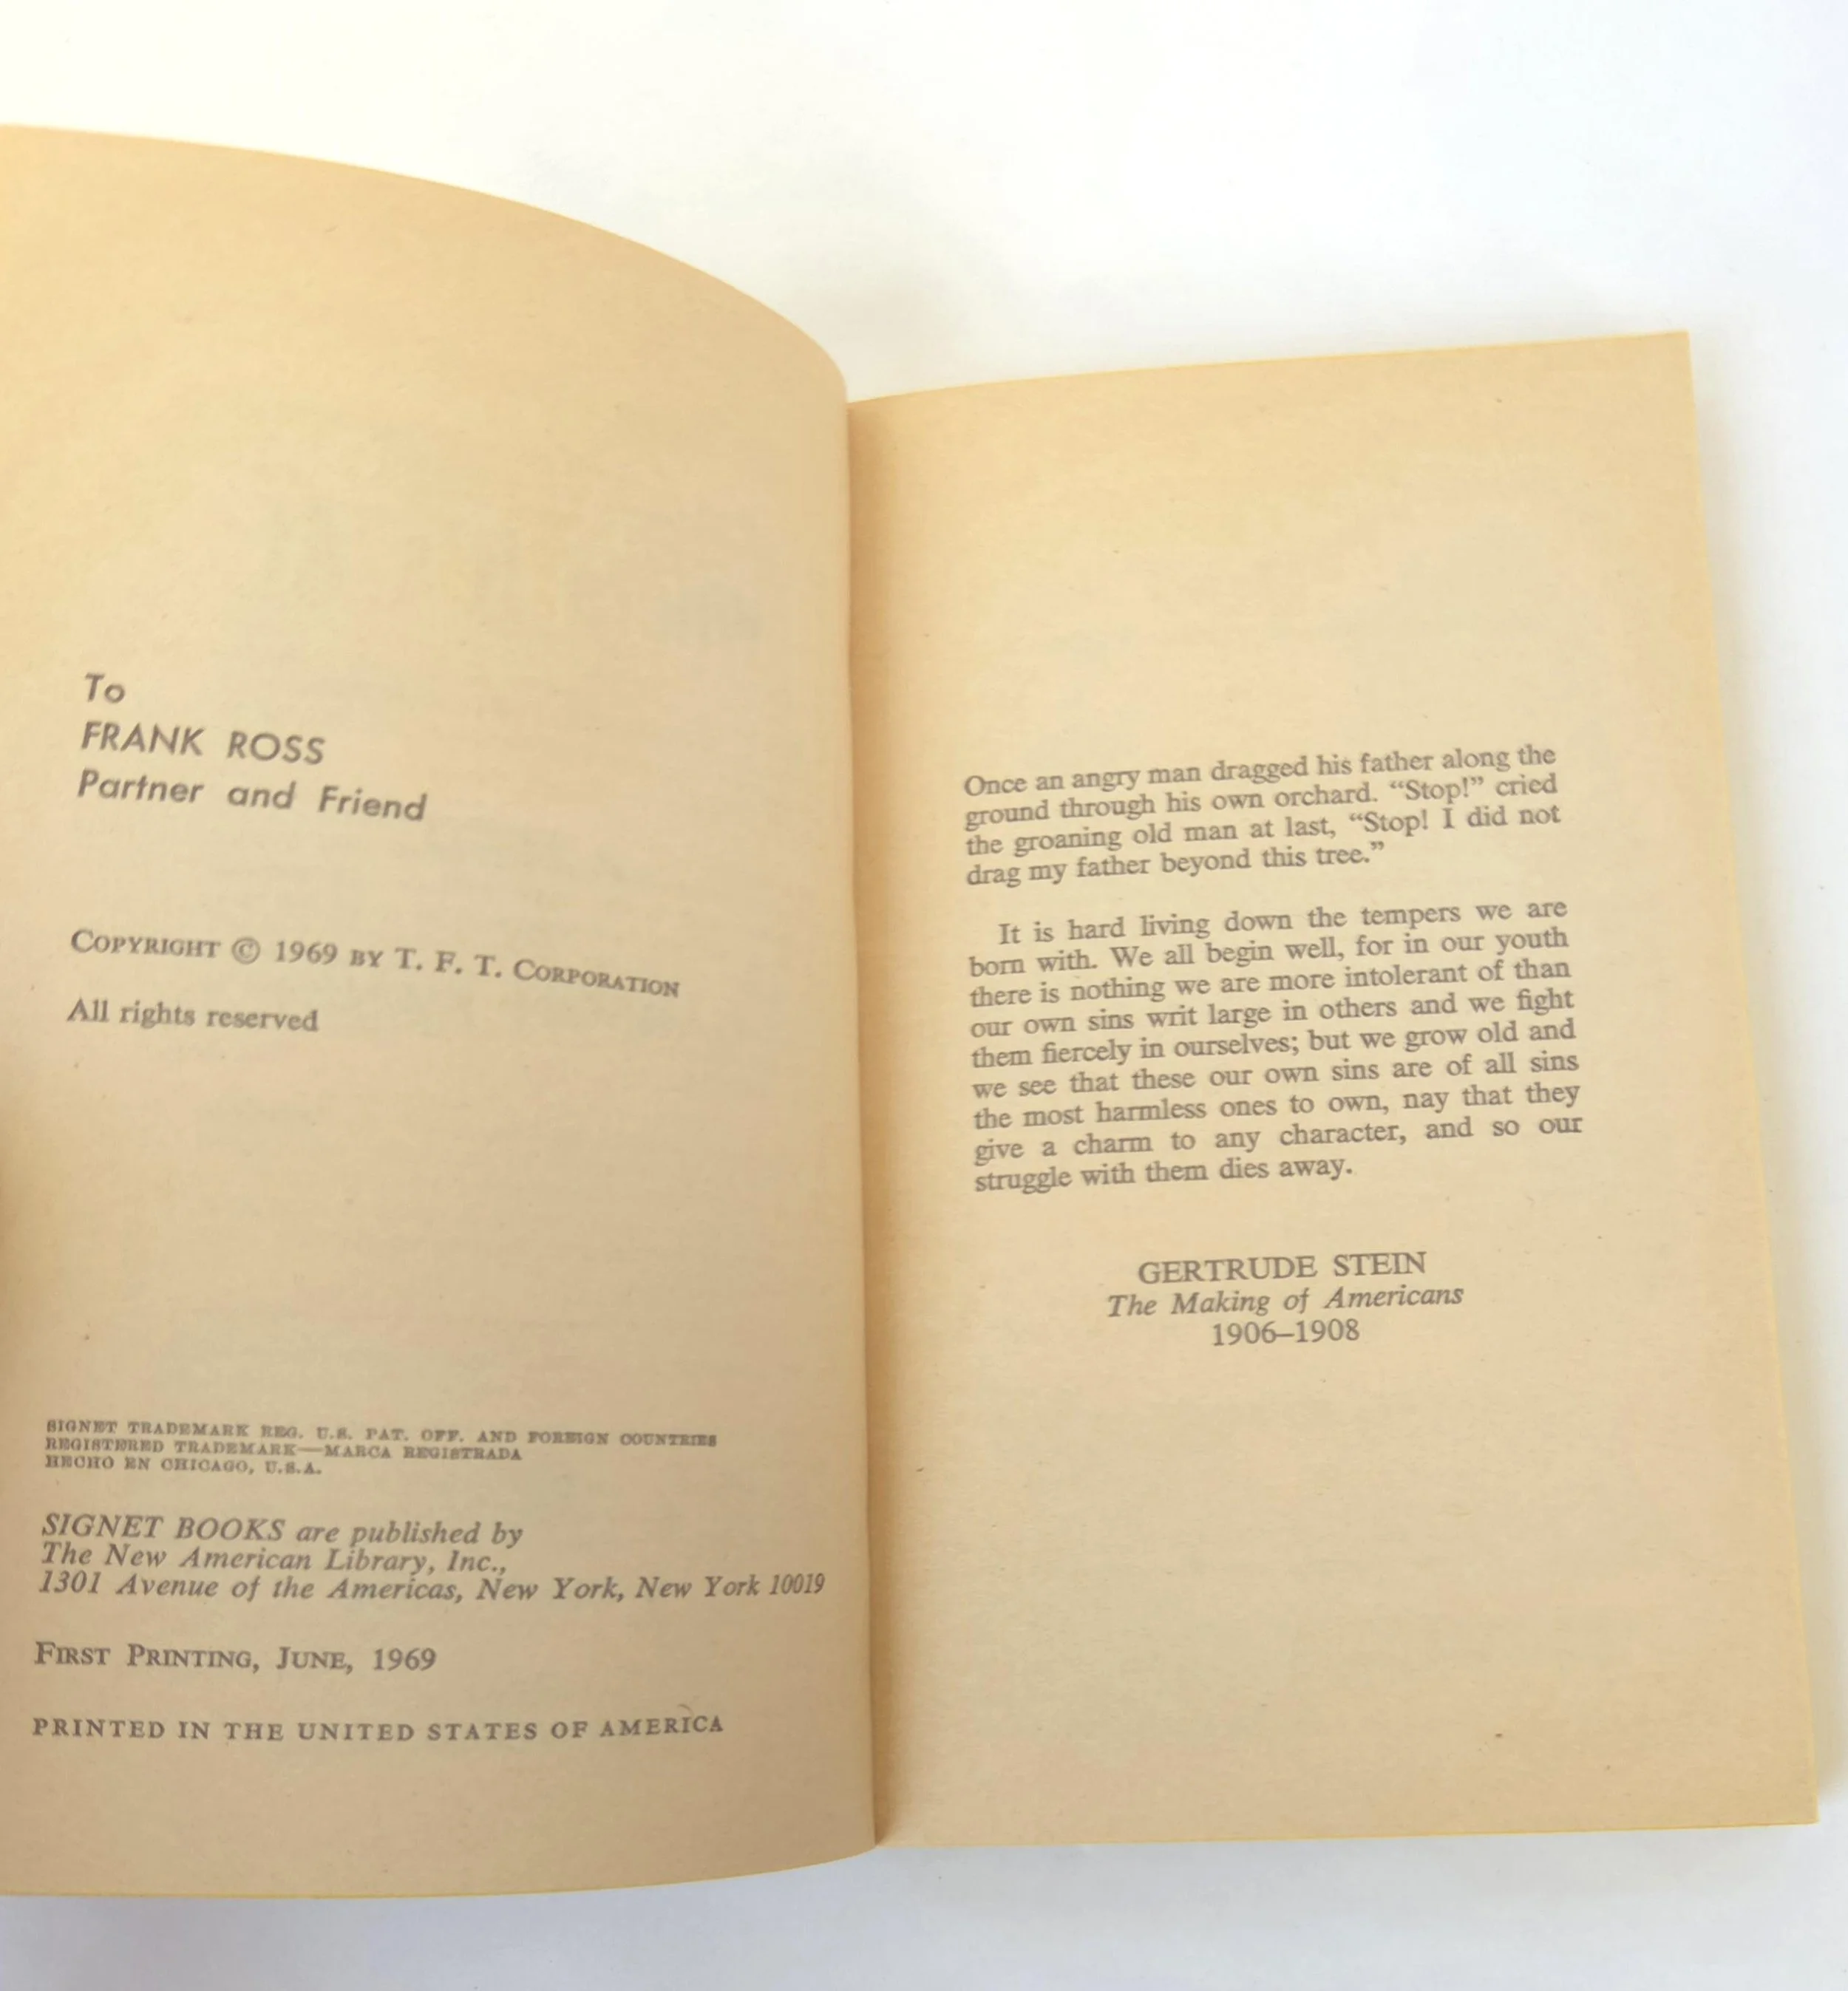 To
FRANK ROSS
Partner and Friend
COPYRIGHT © 1969 BY T. F. T. CORPORATION
All rights reserved
SIGNET TRADEMARK REG. U.S. PAT. OFF. AND FOREIGN COUNTRIES
REGISTERED TRADEMARK—MARCA REGISTRADA
HECHO EN CHICAGO, U.S.A.
SIGNET BOOKS are published by
The New American Library, Inc.,
1301 Avenue of the Americas, New York, New York 10019
FIRST PRINTING, JUNE, 1969
PRINTED IN THE UNITED STATES OF AMERICA
Once an angry man dragged his father along the
ground through his own orchard. “Stop!” cried
the groaning old man at last, “Stop! I did not
drag my father beyond this tree.”
It is hard living down the tempers we are
born with. We all begin well, for in our youth
there is nothing we are more intolerant of than
our own sins writ large in others and we fight
them fiercely in ourselves; but we grow old and
we see that these our own sins are of all sins
the most harmless ones to own, nay that they
give a charm to any character, and so our
struggle with them dies away.
GERTRUDE STEIN
The Making of Americans
1906–1908